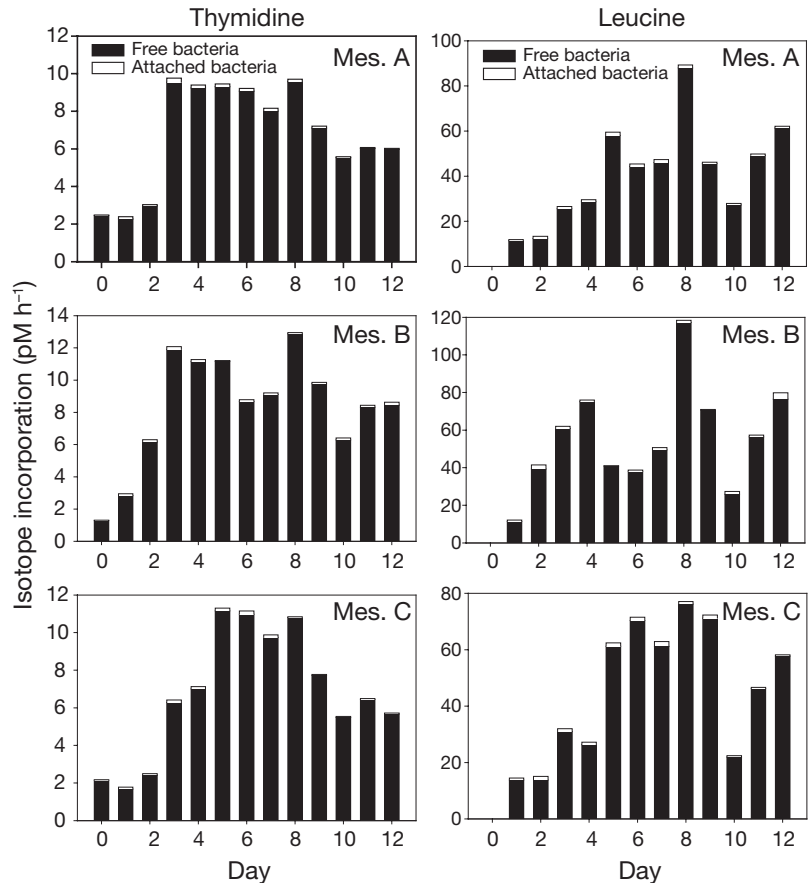 Thymidine
Leucine
Isotope incorporation (pM h⁻¹)
Mes. A
Free bacteria
Attached bacteria
12
10
8
6
4
2
0
0 2 4 6 8 10 12
Mes. A
Free bacteria
Attached bacteria
100
80
60
40
20
0
0 2 4 6 8 10 12
Mes. B
14
12
10
8
6
4
2
0
0 2 4 6 8 10 12
Mes. B
120
100
80
60
40
20
0
0 2 4 6 8 10 12
Mes. C
12
10
8
6
4
2
0
0 2 4 6 8 10 12
Day
Mes. C
80
60
40
20
0
0 2 4 6 8 10 12
Day